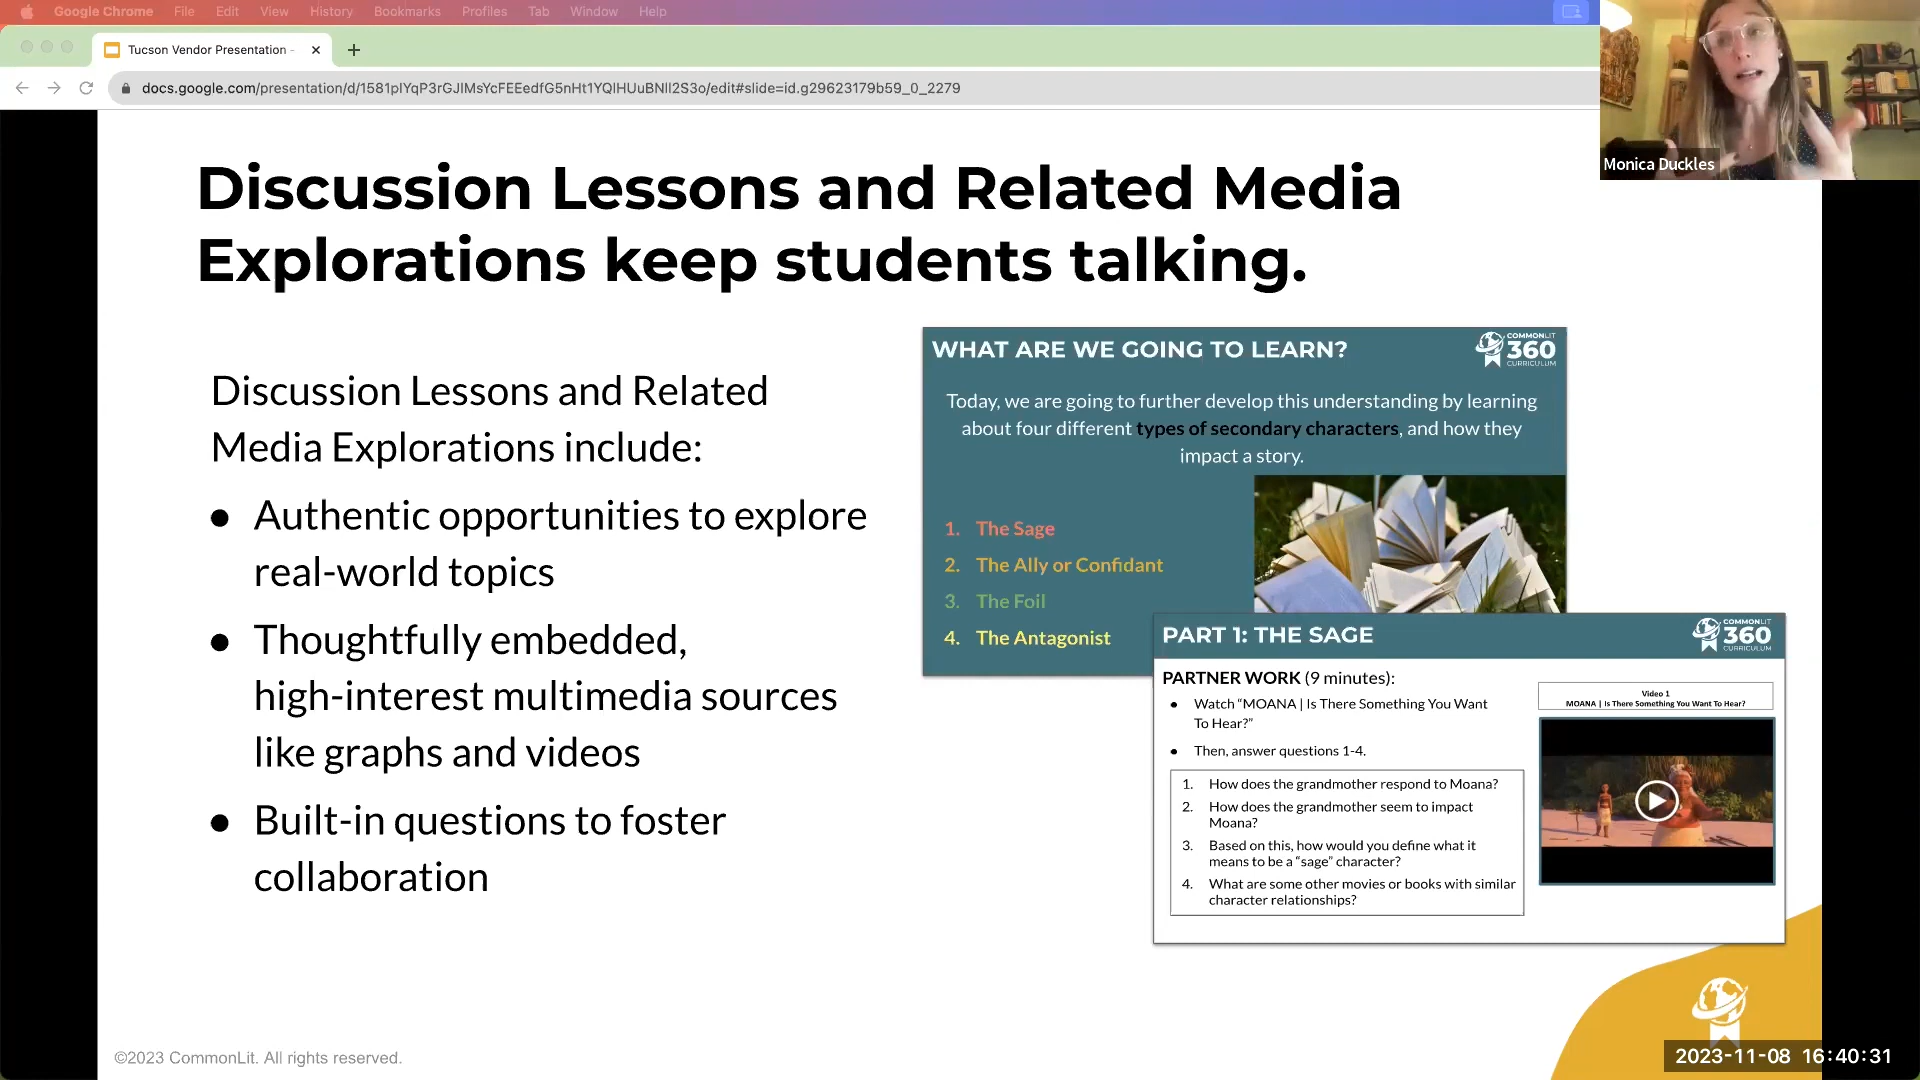 Google Chrome File Edit View History Bookmarks Profiles Tab Window Help
Tucson Vendor Presentation -
docs.google.com/presentation/d/1581pIYqP3rGJIMsYcFEEedfG5nHt1YQIHUuBNll2S3o/edit#slide=id.g29623179b59_0_2279
Monica Duckles
Discussion Lessons and Related Media
Explorations keep students talking.
Discussion Lessons and Related
Media Explorations include:
● Authentic opportunities to explore
real-world topics
● Thoughtfully embedded,
high-interest multimedia sources
like graphs and videos
● Built-in questions to foster
collaboration
WHAT ARE WE GOING TO LEARN?
COMMONLIT
360
CURRICULUM
Today, we are going to further develop this understanding by learning
about four different types of secondary characters, and how they
impact a story.
1. The Sage
2. The Ally or Confidant
3. The Foil
4. The Antagonist
PART 1: THE SAGE
COMMONLIT
360
CURRICULUM
PARTNER WORK (9 minutes):
● Watch “MOANA | Is There Something You Want
To Hear?”
● Then, answer questions 1-4.
1. How does the grandmother respond to Moana?
2. How does the grandmother seem to impact
Moana?
3. Based on this, how would you define what it
means to be a “sage” character?
4. What are some other movies or books with similar
character relationships?
Video 1
MOANA | Is There Something You Want To Hear?
©2023 CommonLit. All rights reserved.
2023-11-08 16:40:31